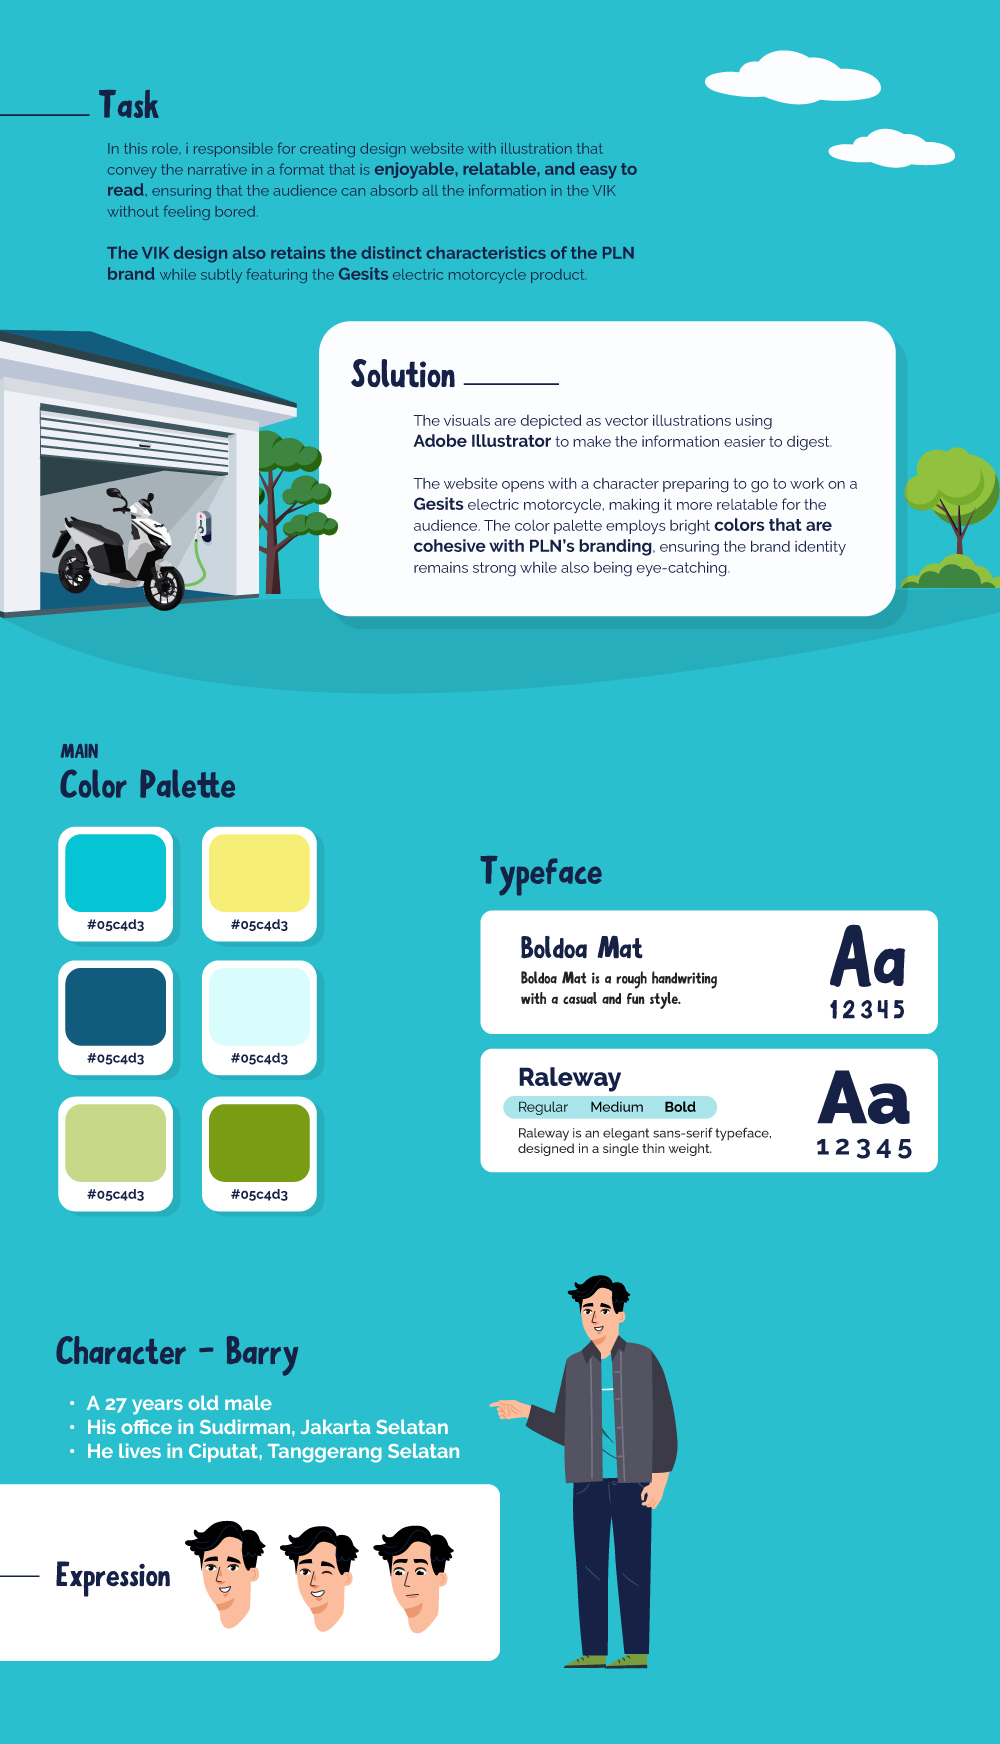 Task
In this role, i responsible for creating design website with illustration that
convey the narrative in a format that is enjoyable, relatable, and easy to
read, ensuring that the audience can absorb all the information in the VIK
without feeling bored.
The VIK design also retains the distinct characteristics of the PLN
brand while subtly featuring the Gesits electric motorcycle product.
Solution
The visuals are depicted as vector illustrations using
Adobe Illustrator to make the information easier to digest.
The website opens with a character preparing to go to work on a
Gesits electric motorcycle, making it more relatable for the
audience. The color palette employs bright colors that are
cohesive with PLN's branding, ensuring the brand identity
remains strong while also being eye-catching.
MAIN
Color Palette
#05c4d3
#05c4d3
#05c4d3
#05c4d3
#05c4d3
#05c4d3
Typeface
Boldoa Mat
Boldoa Mat is a rough handwriting
with a casual and fun style.
Aa
12345
Raleway
Regular Medium Bold
Raleway is an elegant sans-serif typeface,
designed in a single thin weight.
Aa
12345
Character - Barry
• A 27 years old male
• His office in Sudirman, Jakarta Selatan
• He lives in Ciputat, Tanggerang Selatan
Expression